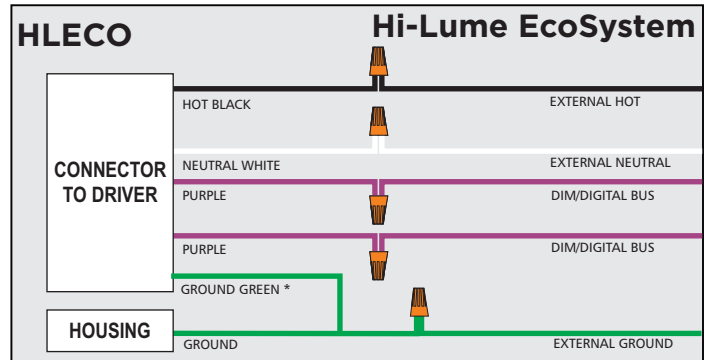 HLECO
Hi-Lume EcoSystem
HOT BLACK
EXTERNAL HOT
CONNECTOR
TO DRIVER
NEUTRAL WHITE
EXTERNAL NEUTRAL
PURPLE
DIM/DIGITAL BUS
PURPLE
DIM/DIGITAL BUS
GROUND GREEN *
HOUSING
GROUND
EXTERNAL GROUND